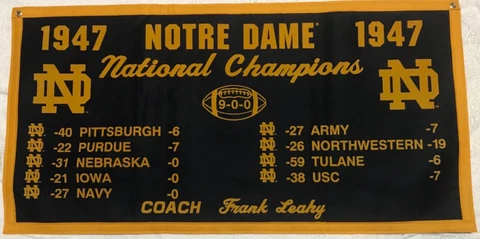 1947 NOTRE DAME® 1947
National Champions
ND ND
9-0-0
ND -40 PITTSBURGH -6
ND -22 PURDUE -7
ND -31 NEBRASKA -0
ND -21 IOWA -0
ND -27 NAVY -0
ND -27 ARMY -7
ND -26 NORTHWESTERN -19
ND -59 TULANE -6
ND -38 USC -7
COACH Frank Leahy